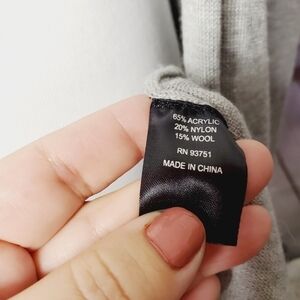 65% ACRYLIC
20% NYLON
15% WOOL
RN 93751
MADE IN CHINA